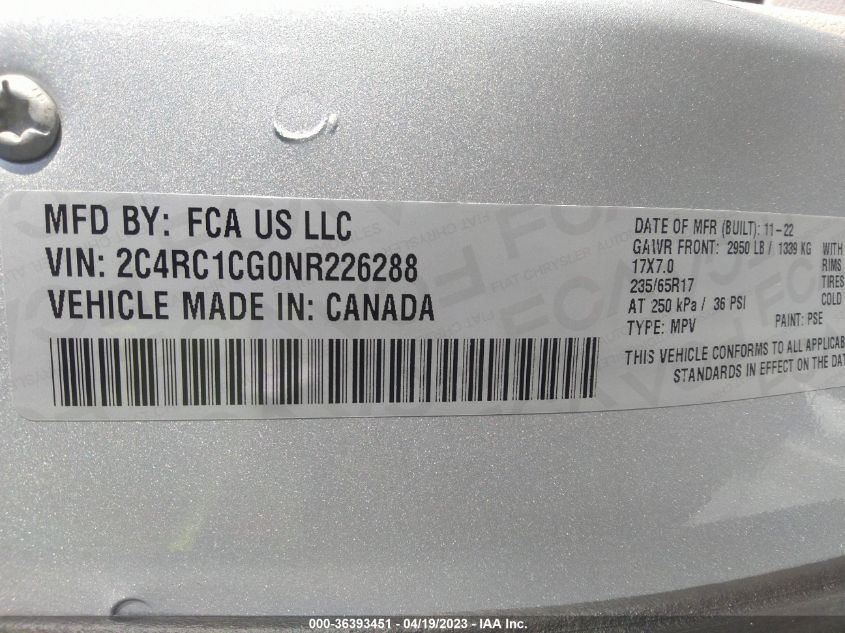 MFD BY: FCA US LLC
VIN: 2C4RC1CG0NR226288
VEHICLE MADE IN: CANADA
DATE OF MFR (BUILT): 11-22
GAWR FRONT: 2950 LB / 1339 KG WITH
17X7.0 RIMS
235/65R17 TIRES
AT 250 kPa / 36 PSI COLD
TYPE: MPV PAINT: PSE
THIS VEHICLE CONFORMS TO ALL APPLICAB
STANDARDS IN EFFECT ON THE DAT
000-36393451 - 04/19/2023 - IAA Inc.